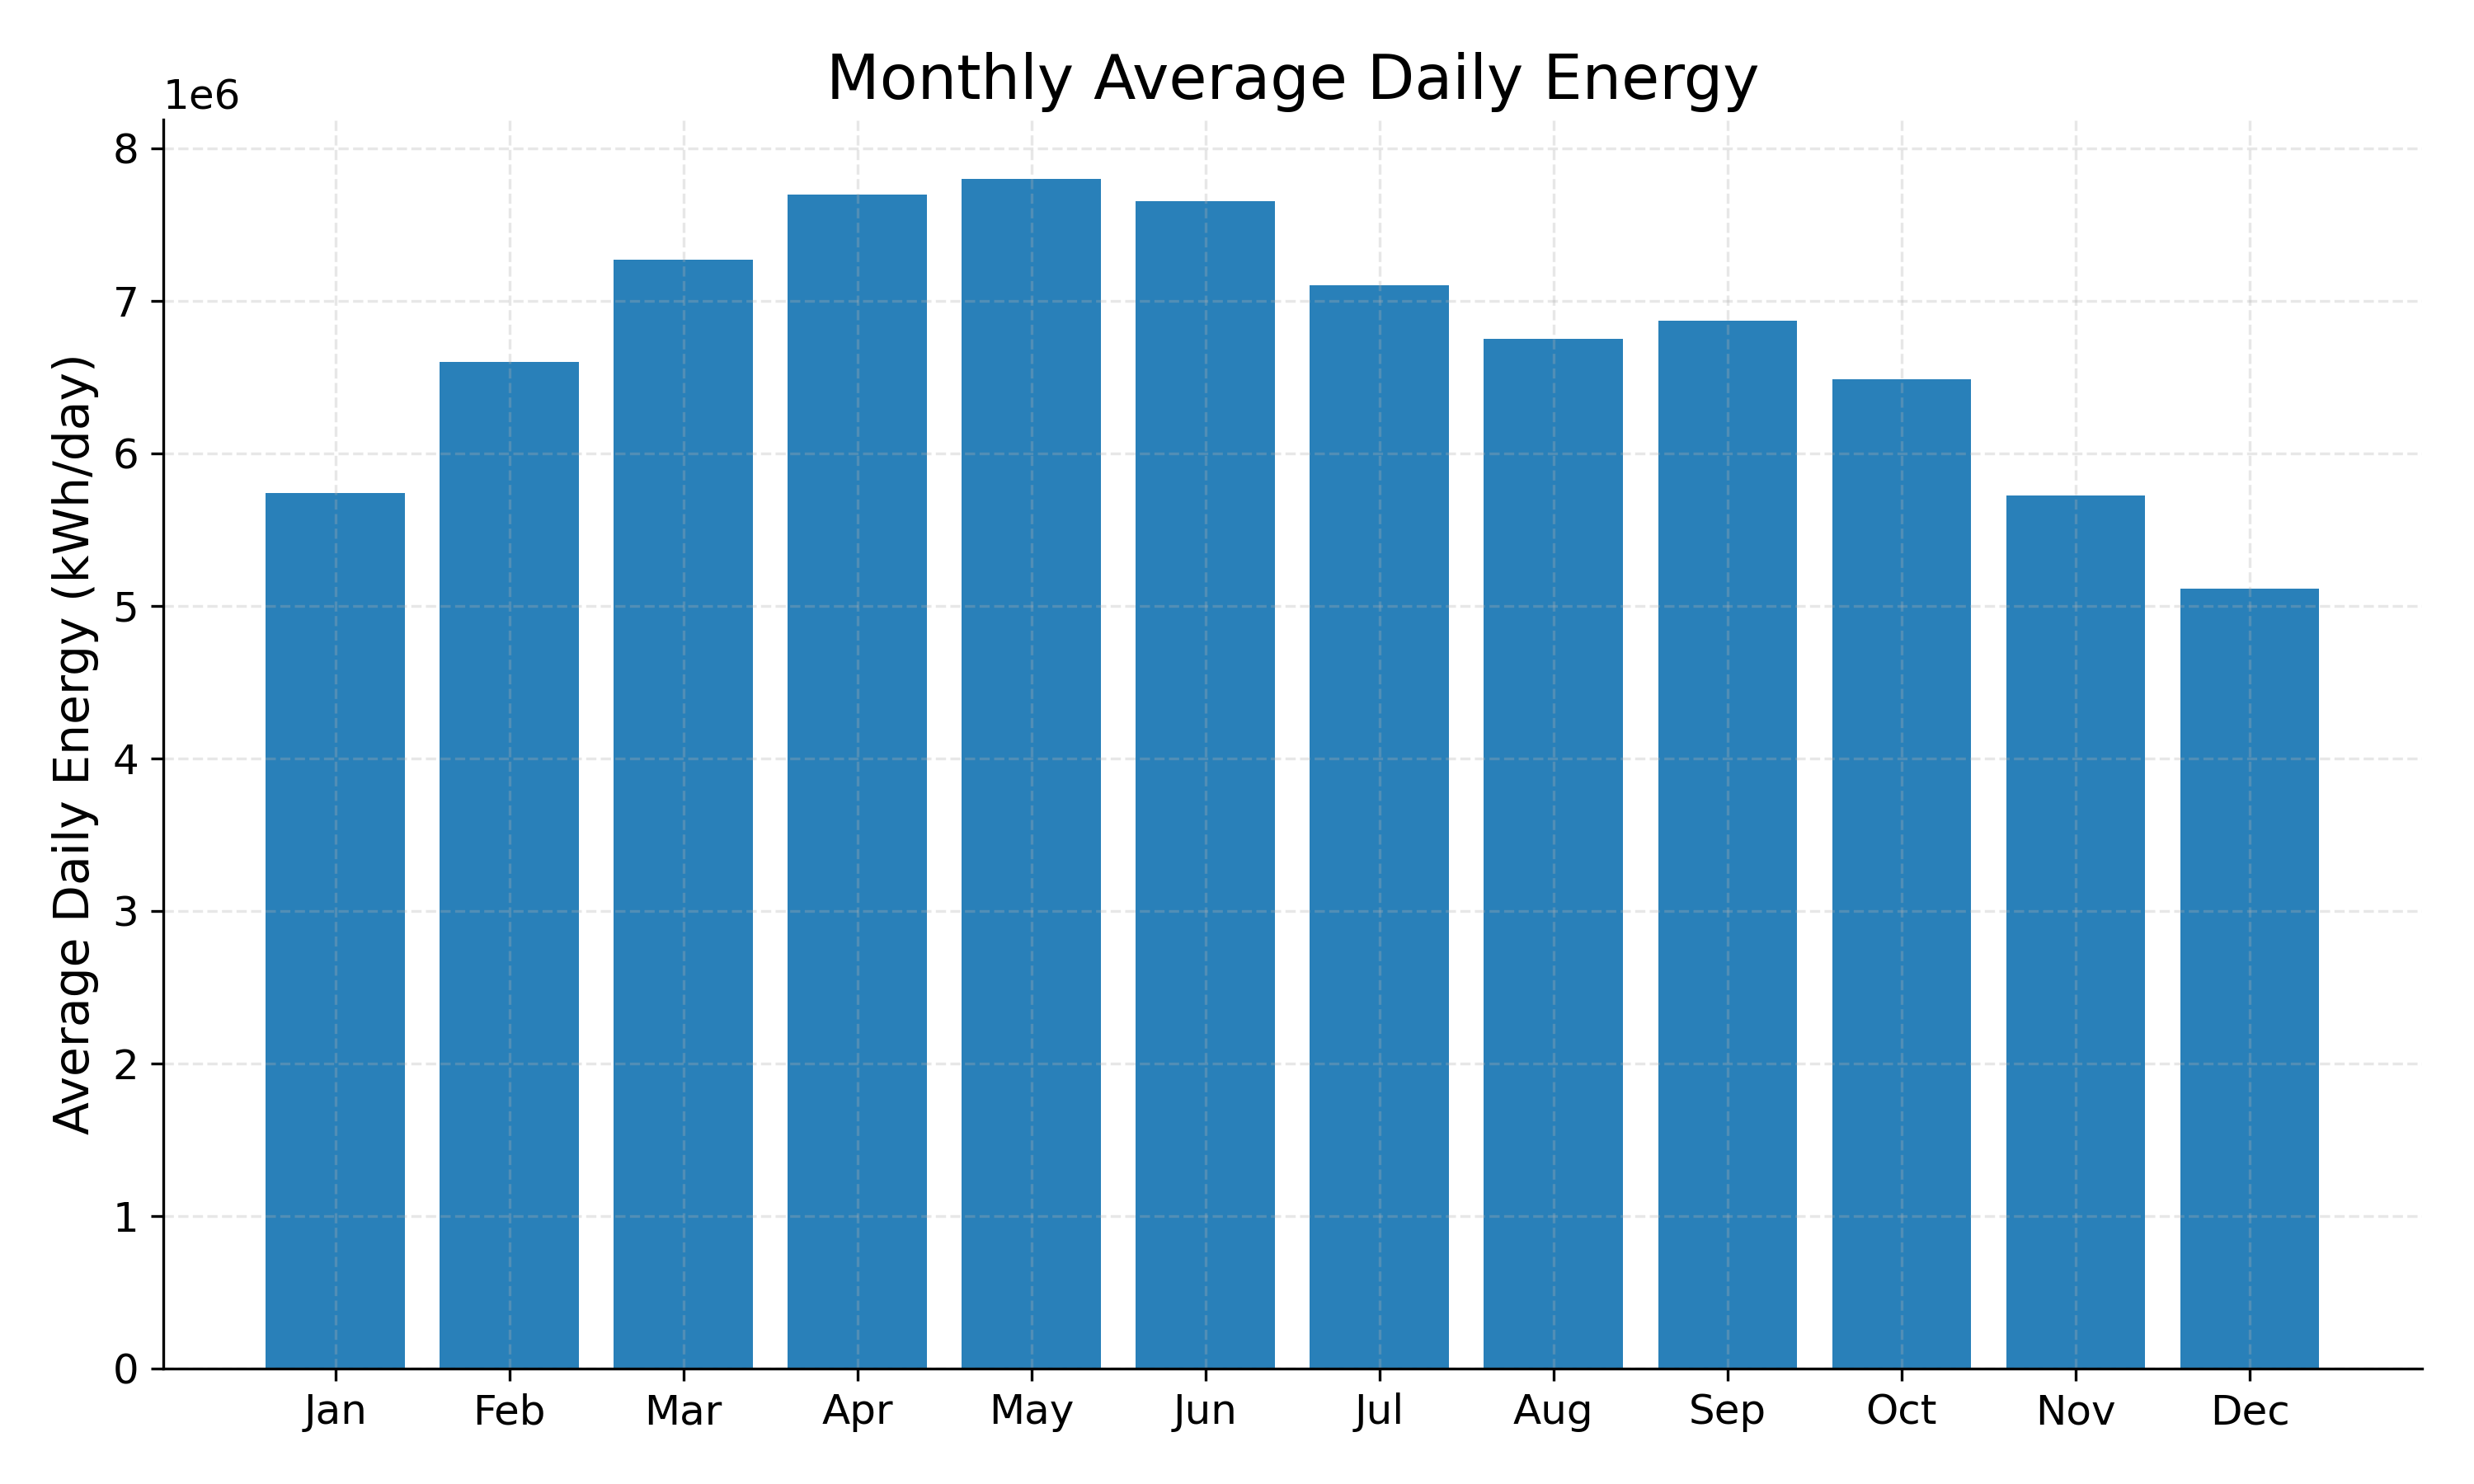 Monthly Average Daily Energy
1e6
8
7
6
5
4
3
2
1
0
Average Daily Energy (kWh/day)
Jan Feb Mar Apr May Jun Jul Aug Sep Oct Nov Dec